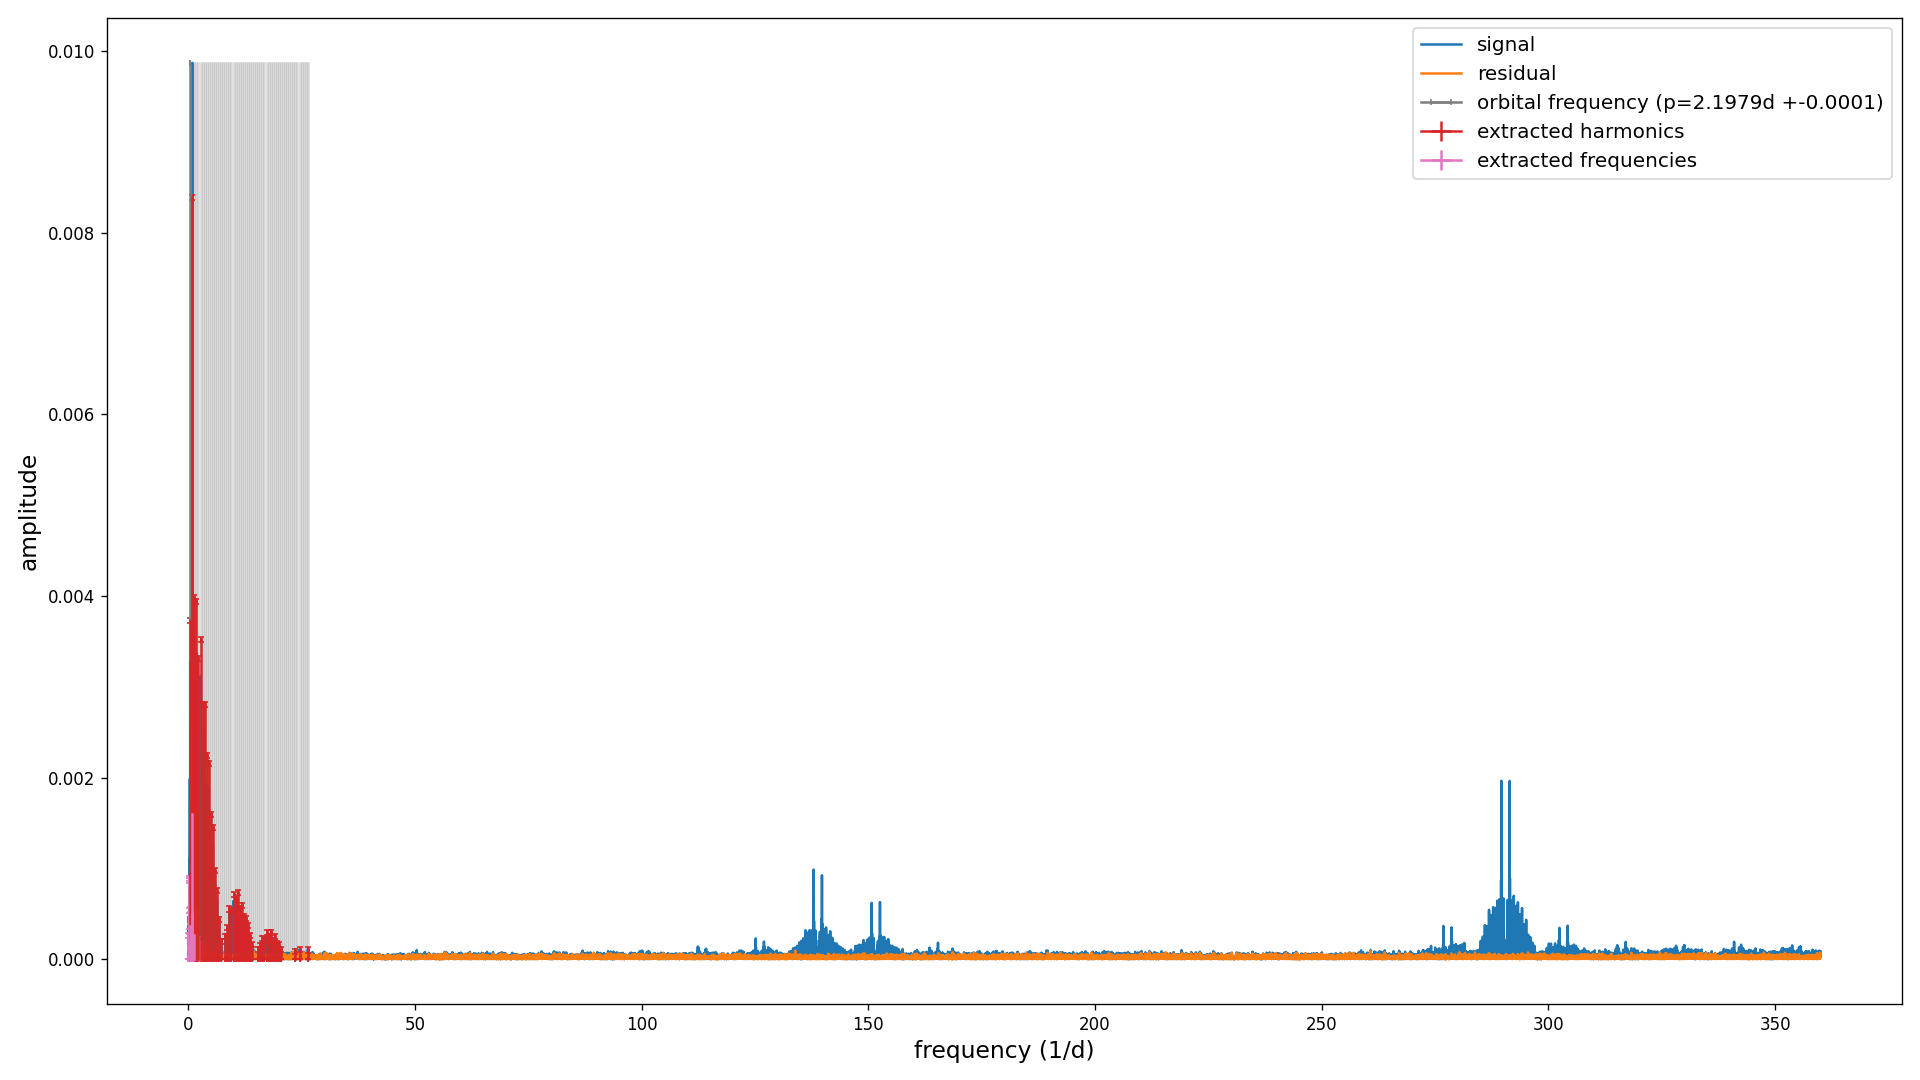 signal
residual
orbital frequency (p=2.1979d +-0.0001)
extracted harmonics
extracted frequencies
0.010
0.008
0.006
0.004
0.002
0.000
amplitude
0 50 100 150 200 250 300 350
frequency (1/d)